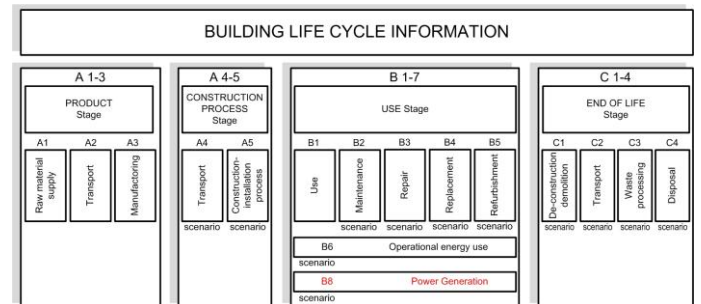 BUILDING LIFE CYCLE INFORMATION
A 1-3
PRODUCT
Stage
A1
A2
A3
Raw material
supply
Transport
Manufactoring
A 4-5
CONSTRUCTION
PROCESS
Stage
A4
A5
Transport
Construction-
installation
process
scenario
scenario
B 1-7
USE Stage
B1
B2
B3
B4
B5
Use
Maintenance
Repair
Replacement
Refurbishment
scenario
scenario
scenario
scenario
B6 Operational energy use
scenario
B8 Power Generation
scenario
C 1-4
END OF LIFE
Stage
C1
C2
C3
C4
De-construction
demolition
Transport
Waste
processing
Disposal
scenario
scenario
scenario
scenario